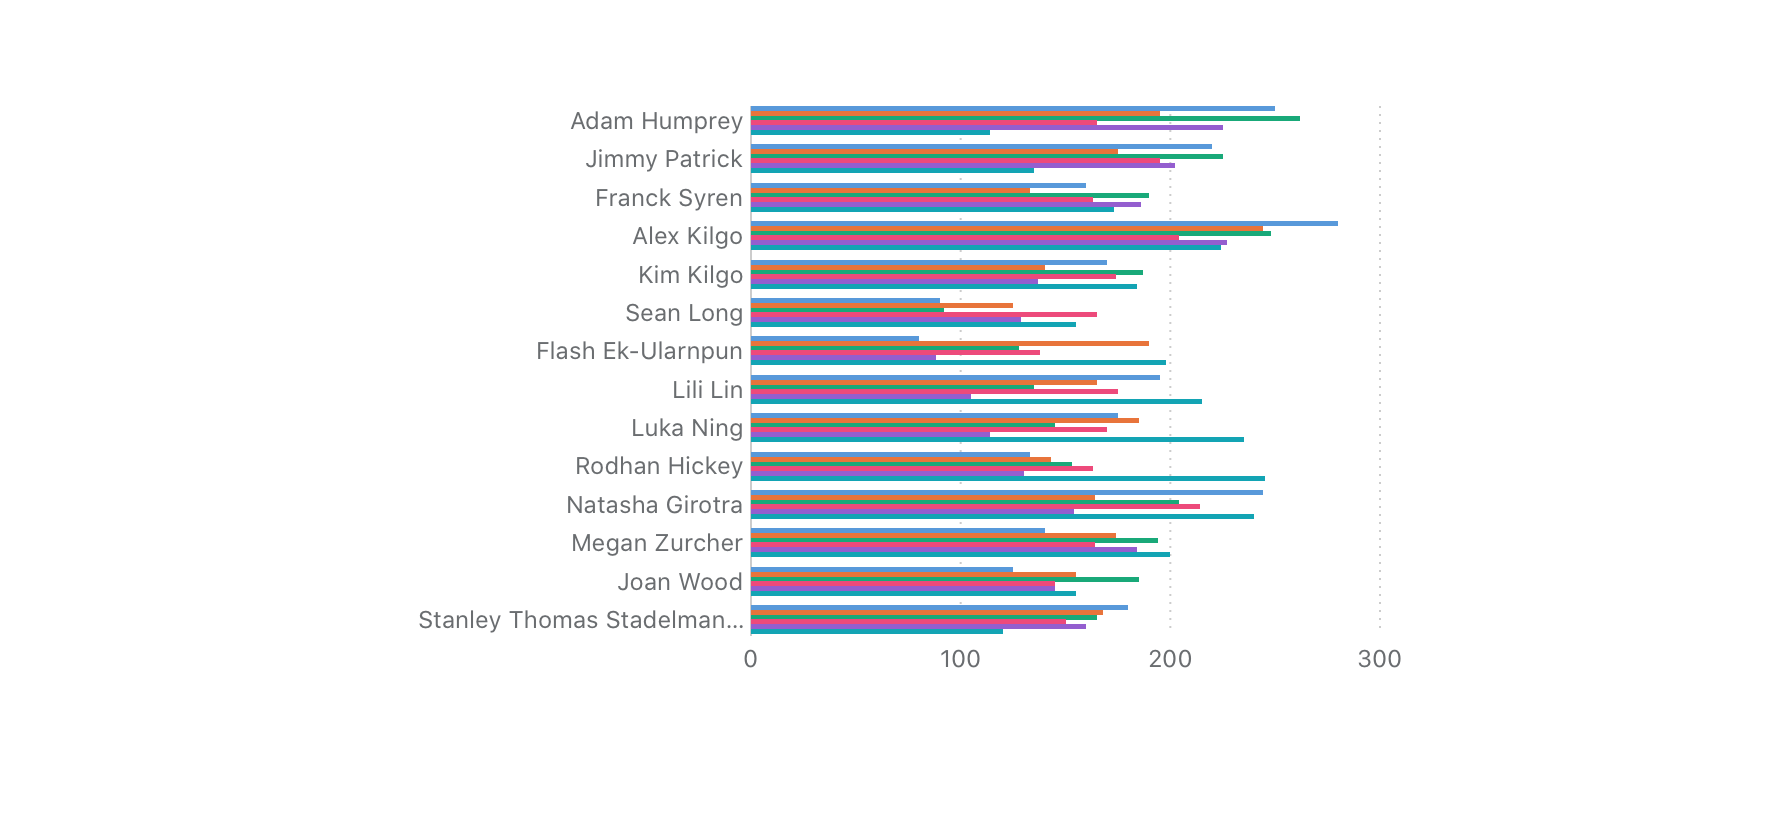 Adam Humprey
Jimmy Patrick
Franck Syren
Alex Kilgo
Kim Kilgo
Sean Long
Flash Ek-Ularnpun
Lili Lin
Luka Ning
Rodhan Hickey
Natasha Girotra
Megan Zurcher
Joan Wood
Stanley Thomas Stadelman...
0 100 200 300